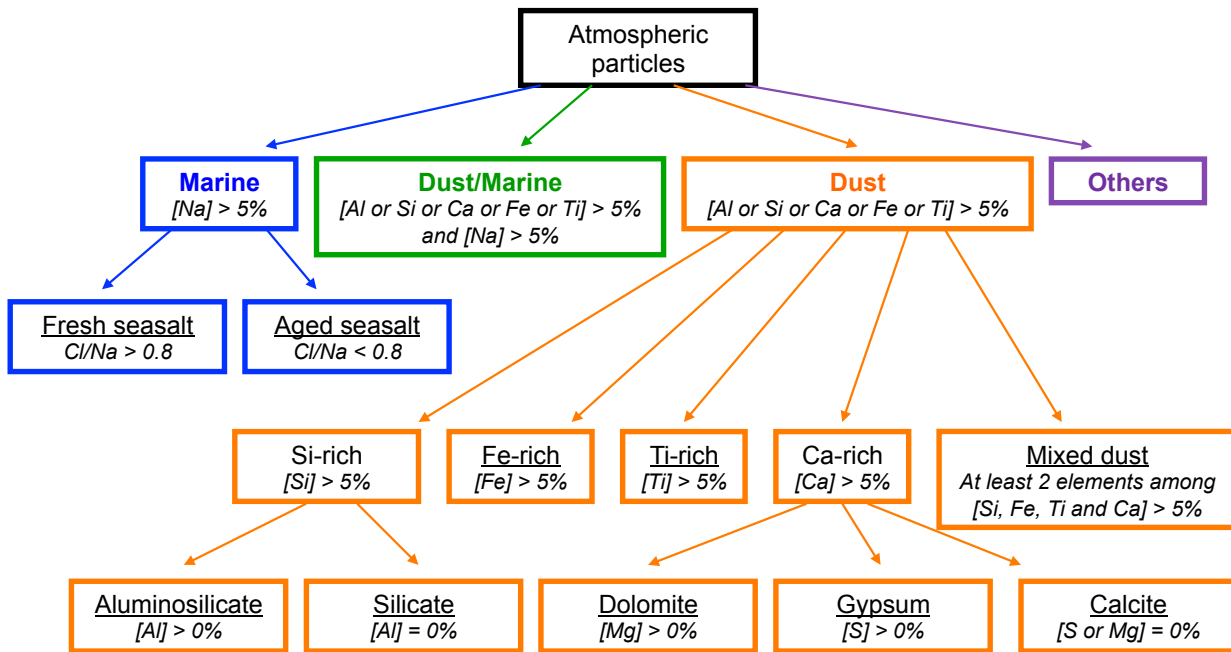 Atmospheric
particles
Marine
[Na] > 5%
Dust/Marine
[Al or Si or Ca or Fe or Ti] > 5%
and [Na] > 5%
Dust
[Al or Si or Ca or Fe or Ti] > 5%
Others
Fresh seasalt
Cl/Na > 0.8
Aged seasalt
Cl/Na < 0.8
Si-rich
[Si] > 5%
Fe-rich
[Fe] > 5%
Ti-rich
[Ti] > 5%
Ca-rich
[Ca] > 5%
Mixed dust
At least 2 elements among
[Si, Fe, Ti and Ca] > 5%
Aluminosilicate
[Al] > 0%
Silicate
[Al] = 0%
Dolomite
[Mg] > 0%
Gypsum
[S] > 0%
Calcite
[S or Mg] = 0%